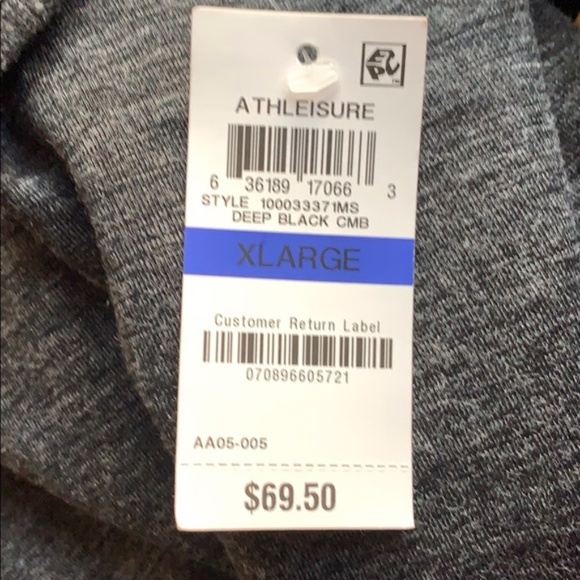 EPC
ATHLEISURE
6 36189 17066 3
STYLE 100033371MS
DEEP BLACK CMB
XLARGE
Customer Return Label
070896605721
AA05-005
$69.50